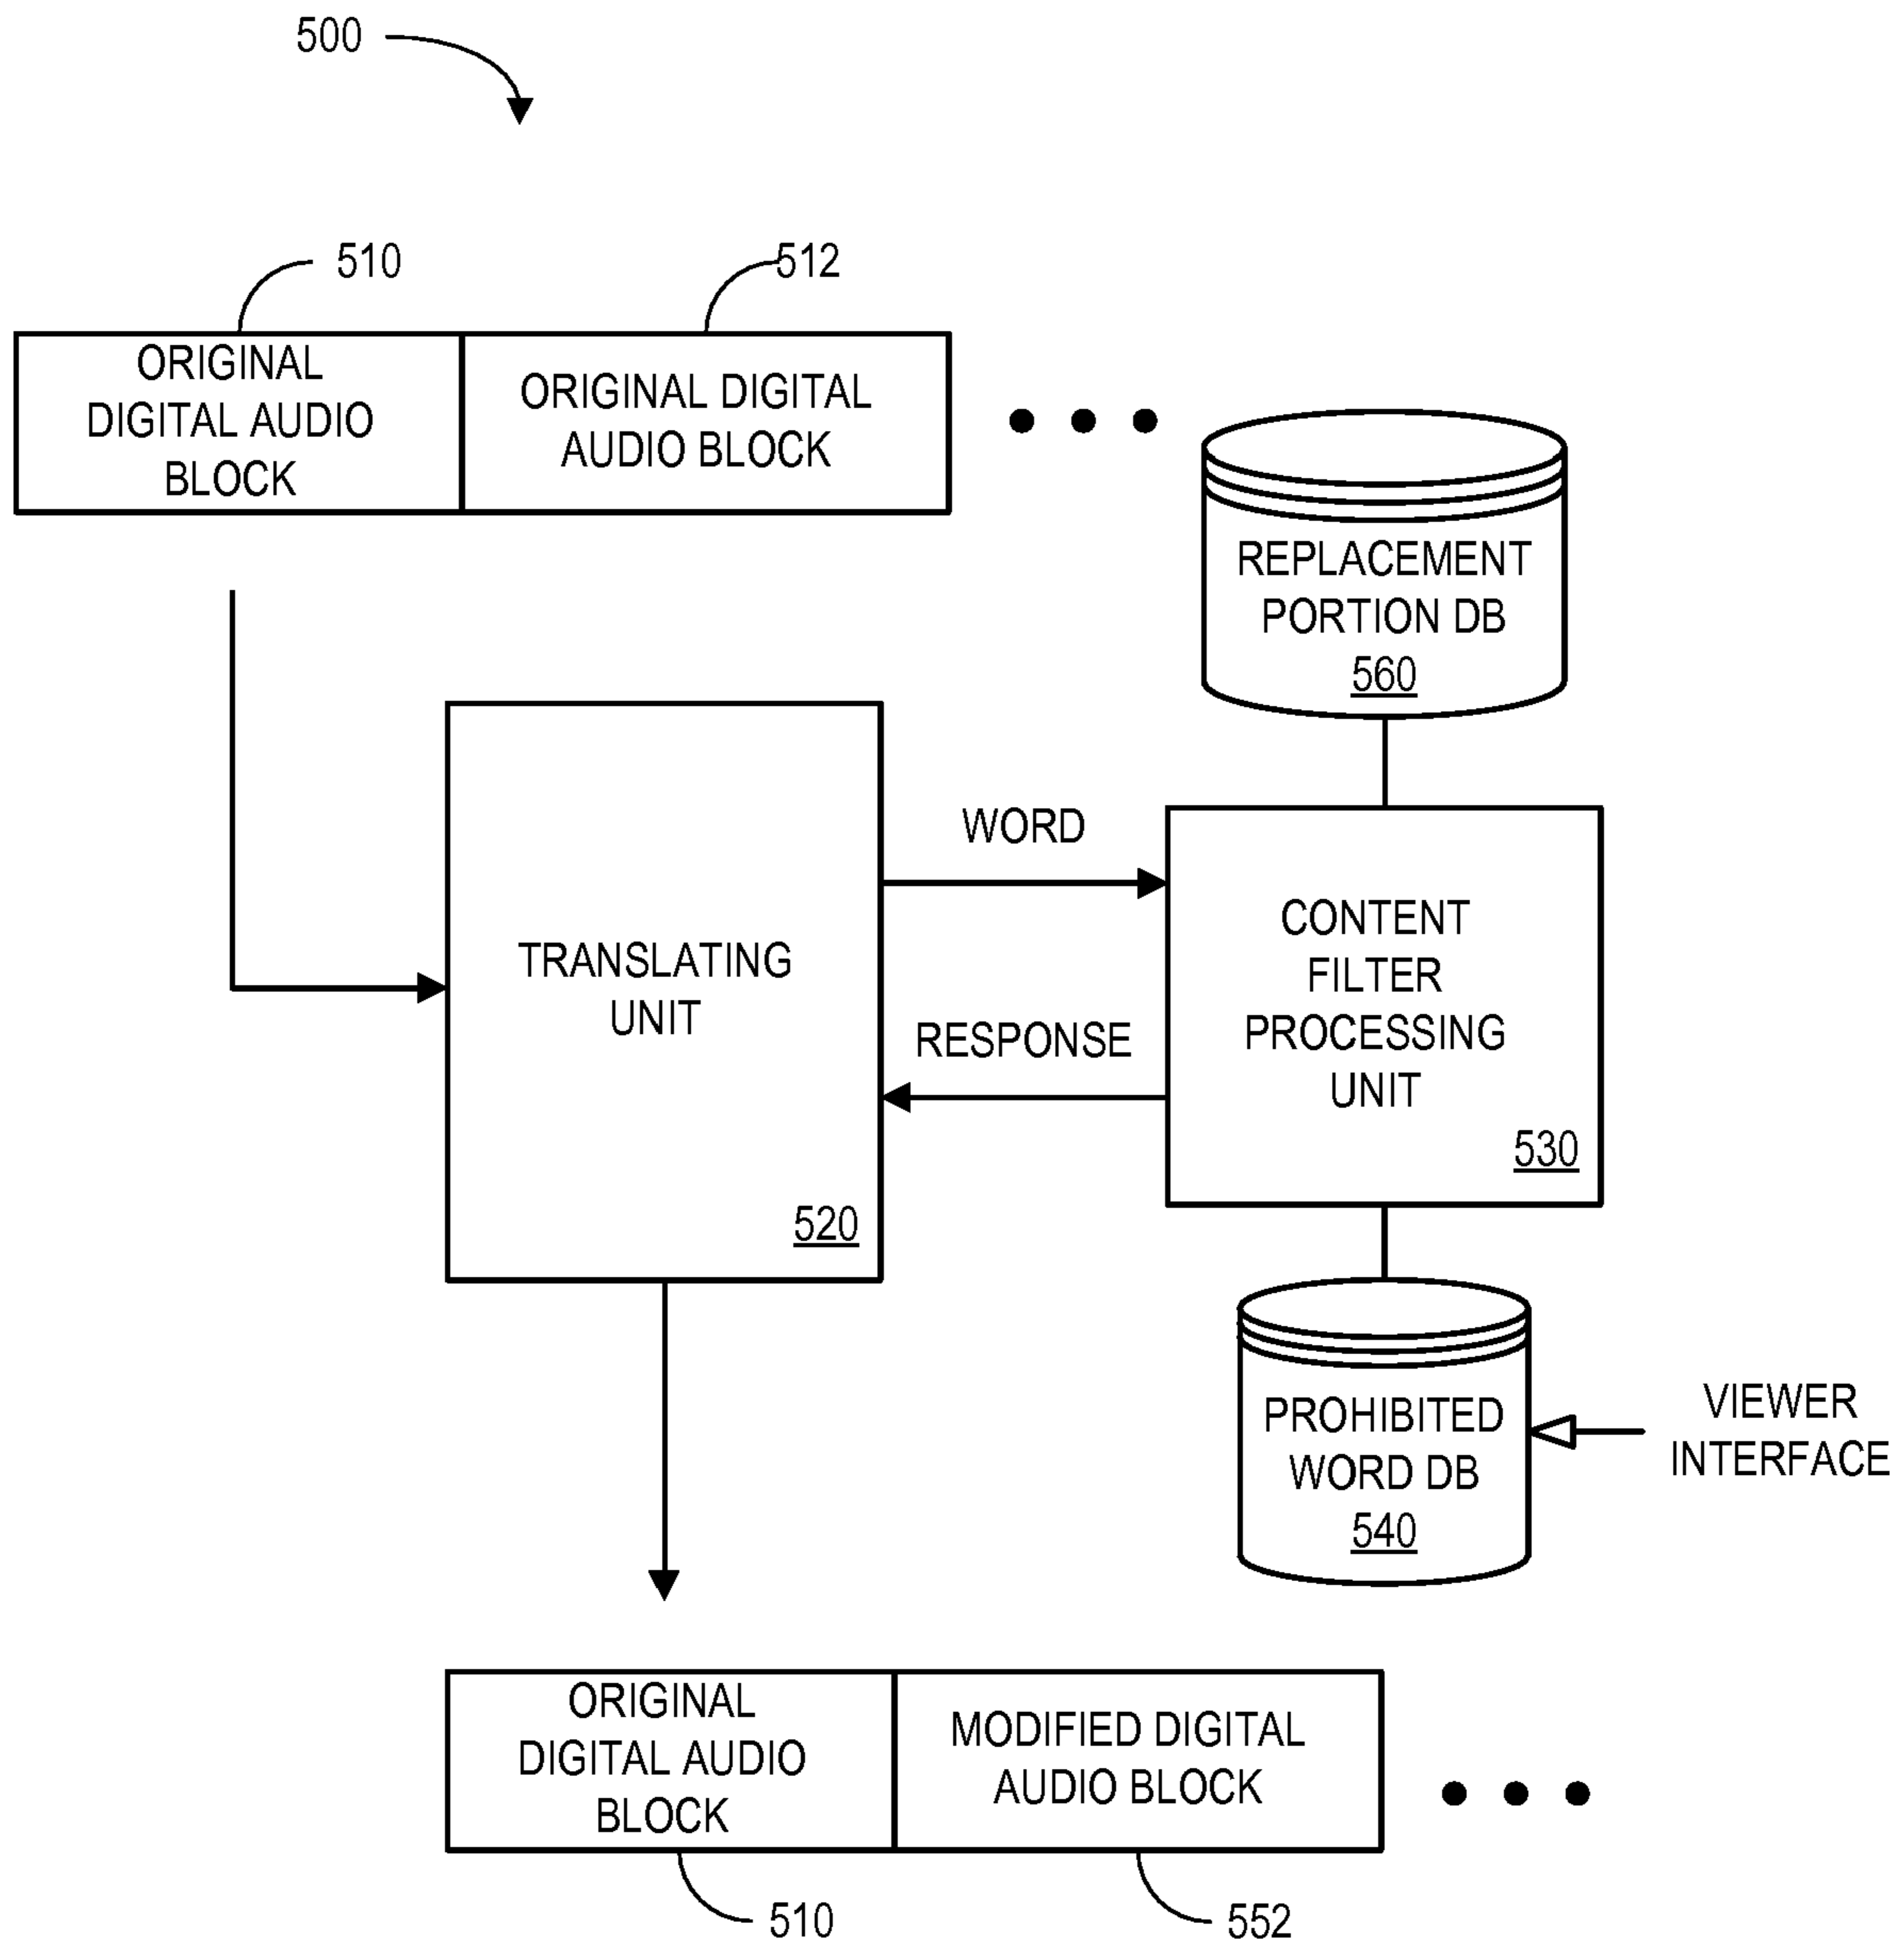 500
510
512
ORIGINAL
DIGITAL AUDIO
BLOCK
ORIGINAL DIGITAL
AUDIO BLOCK
REPLACEMENT
PORTION DB
560
WORD
TRANSLATING
UNIT
520
RESPONSE
CONTENT
FILTER
PROCESSING
UNIT
530
PROHIBITED
WORD DB
540
VIEWER
INTERFACE
ORIGINAL
DIGITAL AUDIO
BLOCK
MODIFIED DIGITAL
AUDIO BLOCK
510
552